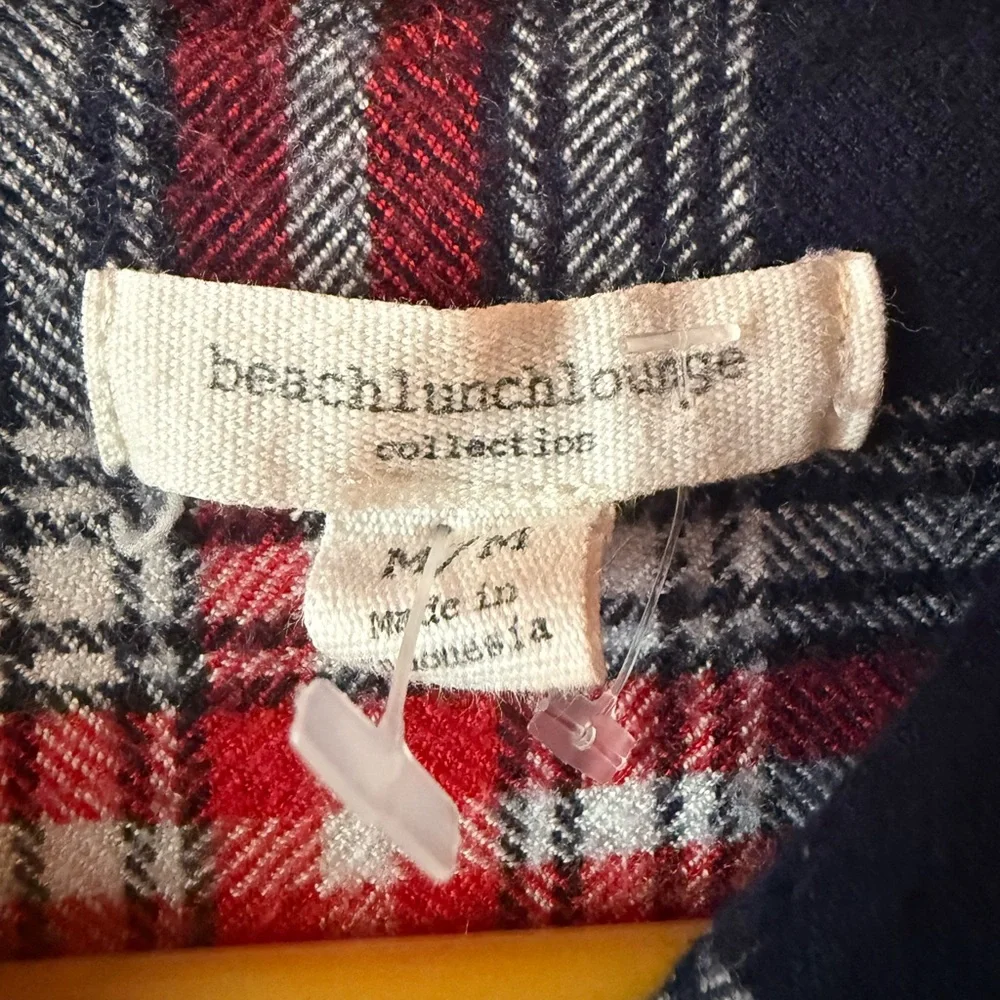 beachlunchlounge
collection
M/M
Made in
Indonesia